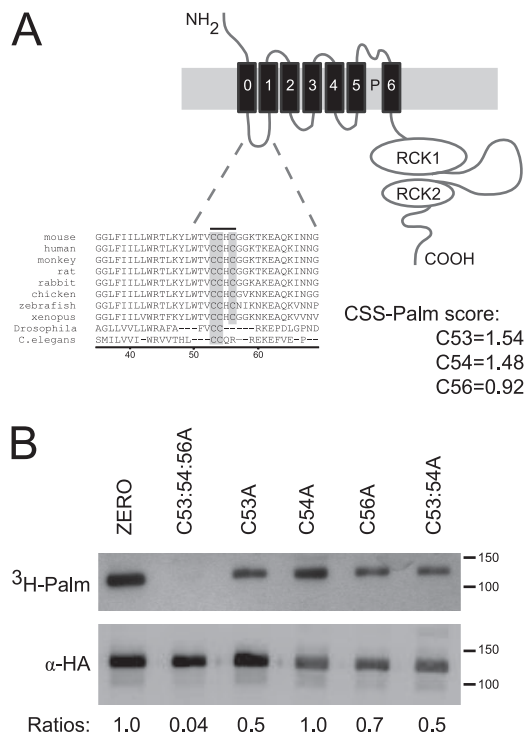 A
NH2
0 1 2 3 4 5 P 6
RCK1
RCK2
COOH
mouse GGLFIILLWRTLKYLWTVCCHCGGKTKEAQKINNG
human GGLFIILLWRTLKYLWTVCCHCGGKTKEAQKINNG
monkey GGLFIILLWRTLKYLWTVCCHCGGKTKEAQKINNG
rat GGLFIILLWRTLKYLWTVCCHCGGKTKEAQKINNG
rabbit GGLFIILLWRTLKYLWTVCCHCGGKAKEAQKINNG
chicken GGLFIILLWRTLKYLWTVCCHCGVKNKEAQKINGG
zebrafish GGLFIILLWRTLKYLWTVCCHCNIKNKEAQKINNG
xenopus GGLFIILLWRTLKYLWTVCCHCGGKNKEAQKVVNV
Drosophila AGLLVVLLWRAFA---FVCC-----RKEPDLGPND
C.elegans SMILVVI-WRVVTHL---CCQR--REKEFVE-P--
40 50 60
CSS-Palm score:
C53=1.54
C54=1.48
C56=0.92
B
ZERO C53:54:56A C53A C54A C56A C53:54A
3H-Palm
150
100
α-HA
150
100
Ratios: 1.0 0.04 0.5 1.0 0.7 0.5